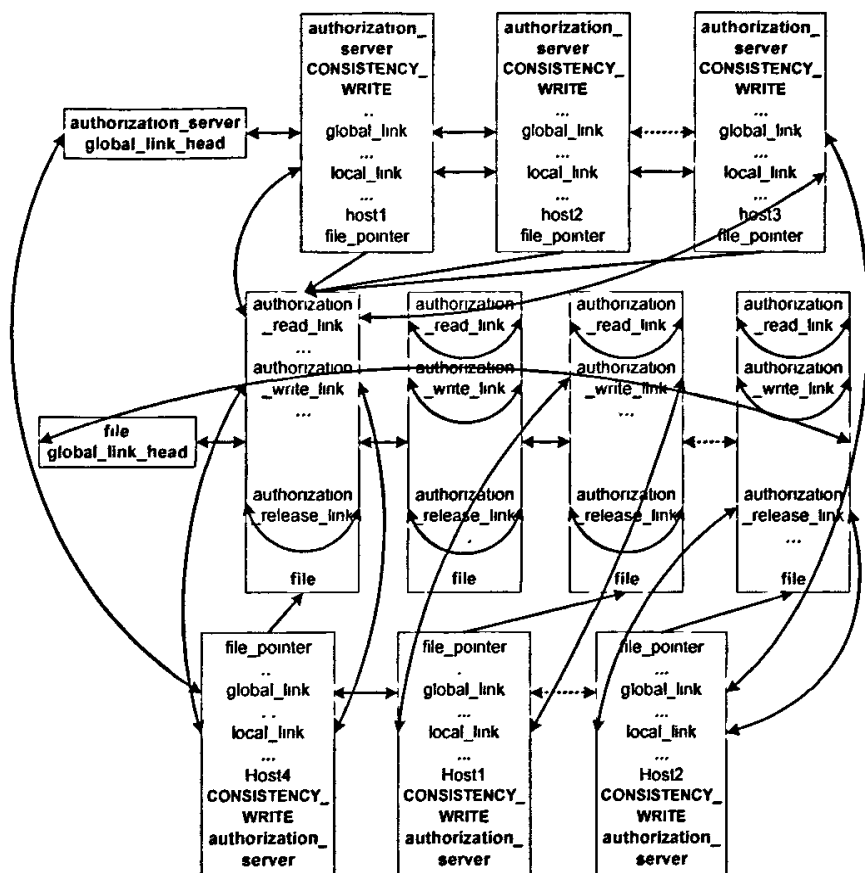 authorization_
server
CONSISTENCY_
WRITE
..
global_link
...
local_link
...
host1
file_pointer
authorization_
server
CONSISTENCY_
WRITE
...
global_link
...
local_link
...
host2
file_pointer
authorization_
server
CONSISTENCY_
WRITE
...
global_link
...
local_link
...
host3
file_pointer
authorization_server
global_link_head
authorization
_read_link
...
authorization
_write_link
...
authorization
_release_link
file
authorization
_read_link
authorization
_write_link
authorization
_release_link
.
file
authorization
_read_link
authorization
_write_link
...
authorization
_release_link
file
authorization
_read_link
authorization
_write_link
authorization
_release_link
...
file
file
global_link_head
file_pointer
..
global_link
. .
local_link
...
Host4
CONSISTENCY_
WRITE
authorization_
server
file_pointer
.
global_link
...
local_link
...
Host1
CONSISTENCY_
WRITE
authorization_
server
file_pointer
...
global_link
...
local_link
...
Host2
CONSISTENCY_
WRITE
authorization_
server